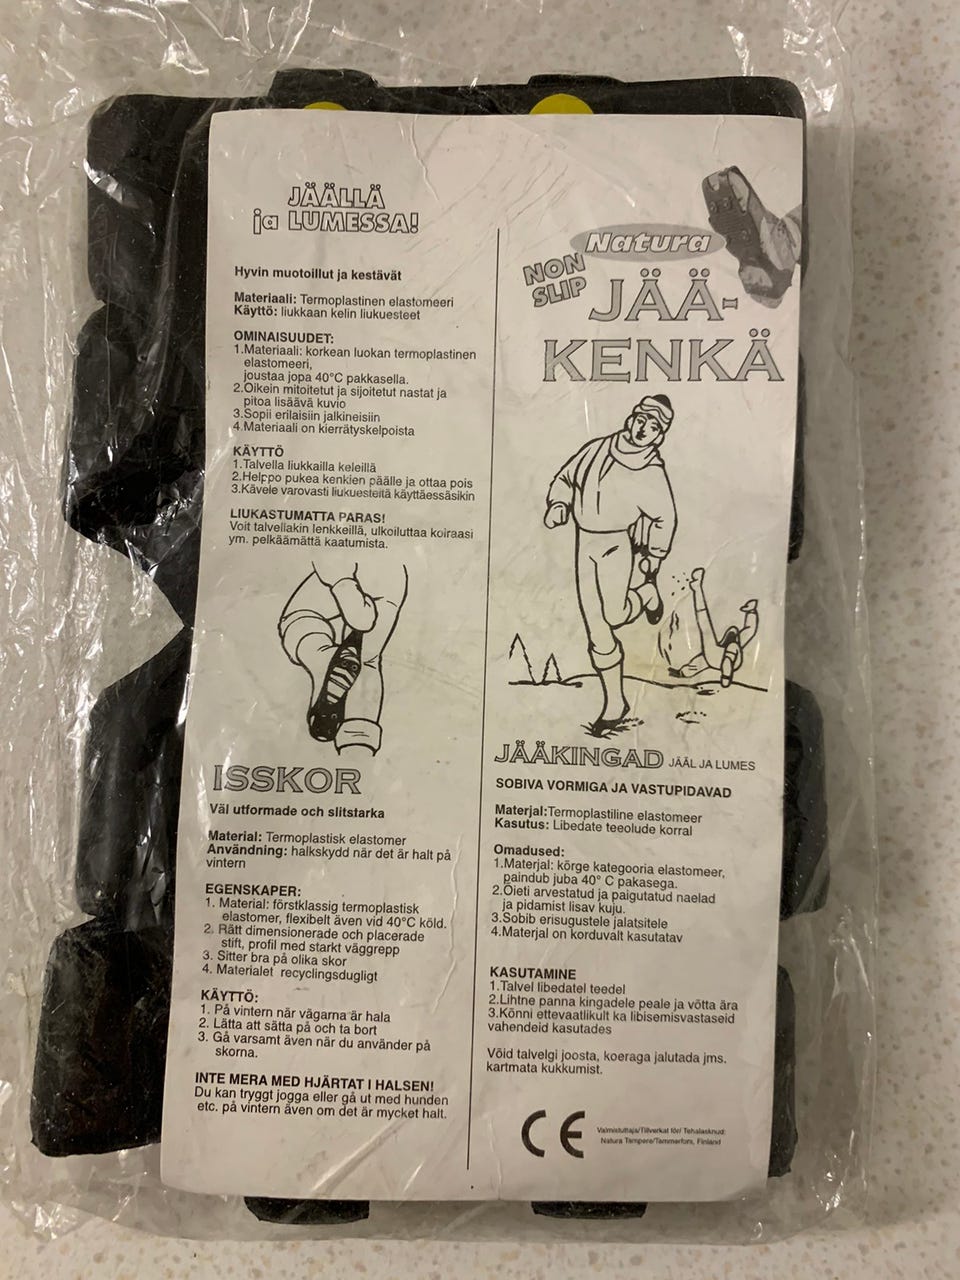 JÄÄLLÄ
ja LUMESSA!
Hyvin muotoillut ja kestävät
Materiaali: Termoplastinen elastomeeri
Käyttö: liukkaan kelin liukuesteet
OMINAISUUDET:
1.Materiaali: korkean luokan termoplastinen
elastomeeri,
joustaa jopa 40°C pakkasella.
2.Oikein mitoitetut ja sijoitetut nastat ja
pitoa lisäävä kuvio
3.Sopii erilaisiin jalkineisiin
4.Materiaali on kierrätyskelpoista
KÄYTTÖ
1.Talvella liukkailla keleillä
2.Helppo pukea kenkien päälle ja ottaa pois
3.Kävele varovasti liukuesteitä käyttäessäsikin
LIUKASTUMATTA PARAS!
Voit talvellakin lenkkeillä, ulkoiluttaa koiraasi
ym. pelkäämättä kaatumista.
ISSKOR
Väl utformade och slitstarka
Material: Termoplastisk elastomer
Användning: halkskydd när det är halt på
vintern
EGENSKAPER:
1. Material: förstklassig termoplastisk
elastomer, flexibelt även vid 40°C köld.
2. Rätt dimensionerade och placerade
stift, profil med starkt väggrepp
3. Sitter bra på olika skor
4. Materialet recyclingsdugligt
KÄYTTÖ:
1. På vintern när vägarna är hala
2. Lätta att sätta på och ta bort
3. Gå varsamt även när du använder på
skorna.
INTE MERA MED HJÄRTAT I HALSEN!
Du kan tryggt jogga eller gå ut med hunden
etc. på vintern även om det är mycket halt.
Natura
NON
SLIP
JÄÄ-
KENKÄ
JÄÄKINGAD JÄÄL JA LUMES
SOBIVA VORMIGA JA VASTUPIDAVAD
Materjal:Termoplastiline elastomeer
Kasutus: Libedate teeolude korral
Omadused:
1.Materjal: kõrge kategooria elastomeer,
paindub juba 40° C pakasega.
2.Õieti arvestatud ja paigutatud naelad
ja pidamist lisav kuju.
3.Sobib erisugustele jalatsitele
4.Materjal on korduvalt kasutatav
KASUTAMINE
1.Talvel libedatel teedel
2.Lihtne panna kingadele peale ja võtta ära
3.Kõnni ettevaatlikult ka libisemisvastaseid
vahendeid kasutades
Võid talvelgi joosta, koeraga jalutada jms.
kartmata kukkumist.
CE
Valmistuttaja/Tillverkat för/ Tehalasknud:
Natura Tampere/Tammerfors, Finland